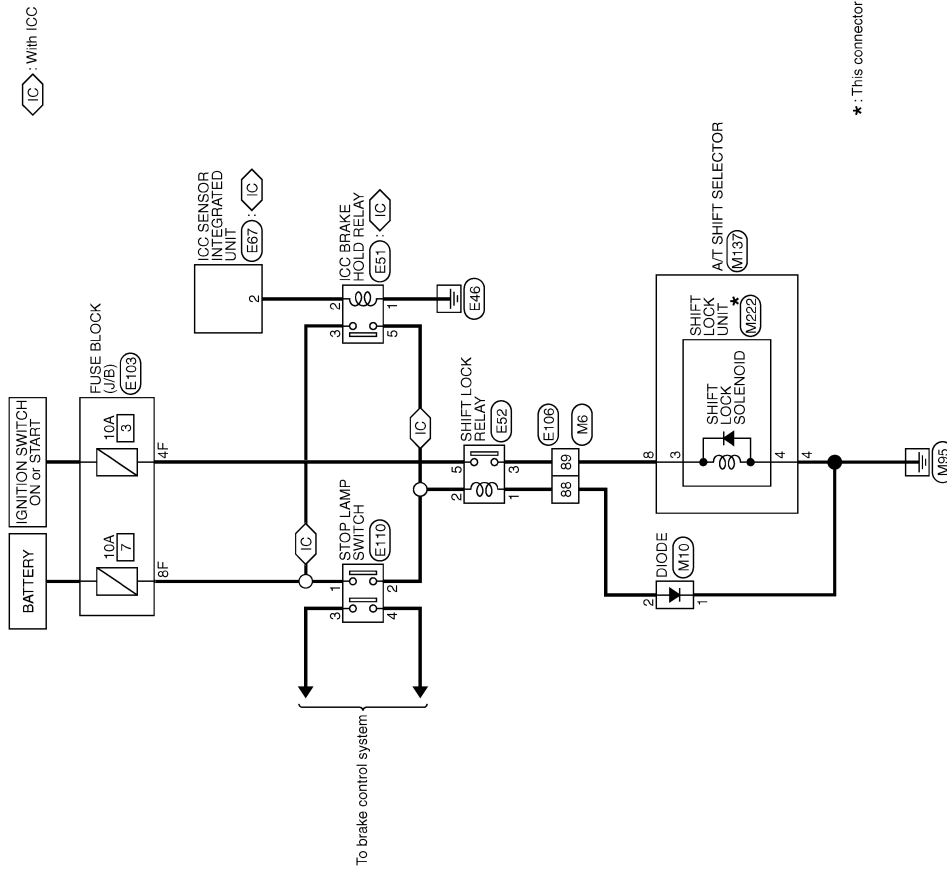 IC : With ICC
BATTERY
IGNITION SWITCH
ON or START
10A
7
10A
3
FUSE BLOCK
(J/B)
E103
8F
4F
ICC SENSOR
INTEGRATED
UNIT
E67 : IC
2
ICC BRAKE
HOLD RELAY
E51 : IC
3
2
5
1
E46
IC
STOP LAMP
SWITCH
E110
3
1
4
2
IC
To brake control system
SHIFT LOCK
RELAY
E52
2
5
1
3
88
89
E106
M6
DIODE
M10
2
1
A/T SHIFT SELECTOR
M137
8
3
SHIFT
LOCK
UNIT *
M222
SHIFT
LOCK
SOLENOID
4
4
M95
* : This connector